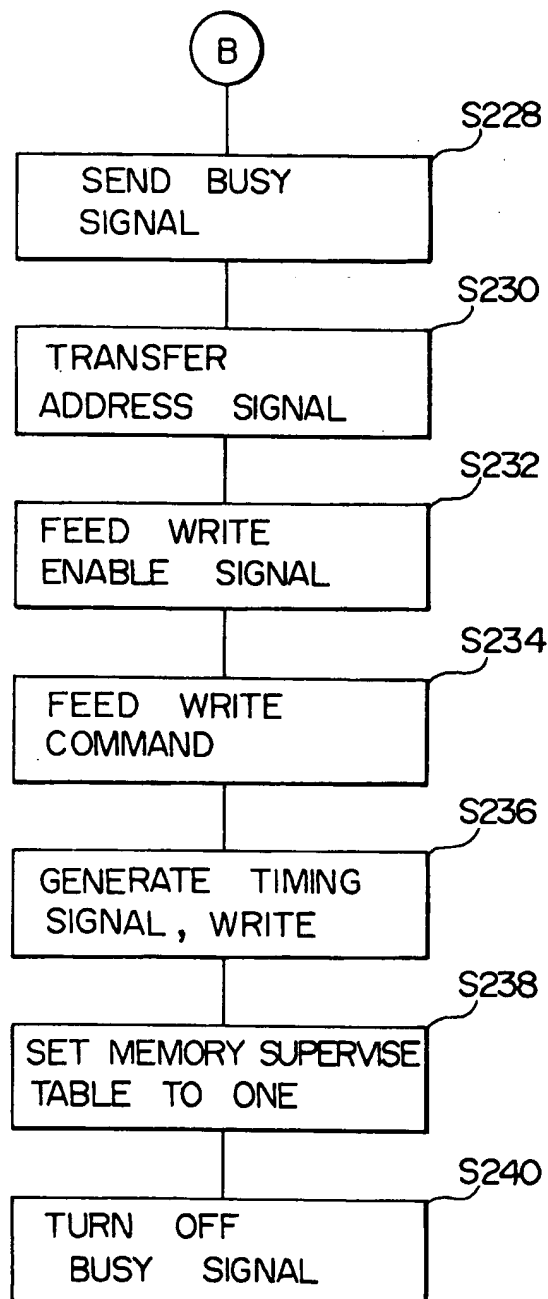 B
S228
SEND BUSY
SIGNAL
S230
TRANSFER
ADDRESS SIGNAL
S232
FEED WRITE
ENABLE SIGNAL
S234
FEED WRITE
COMMAND
S236
GENERATE TIMING
SIGNAL, WRITE
S238
SET MEMORY SUPERVISE
TABLE TO ONE
S240
TURN OFF
BUSY SIGNAL